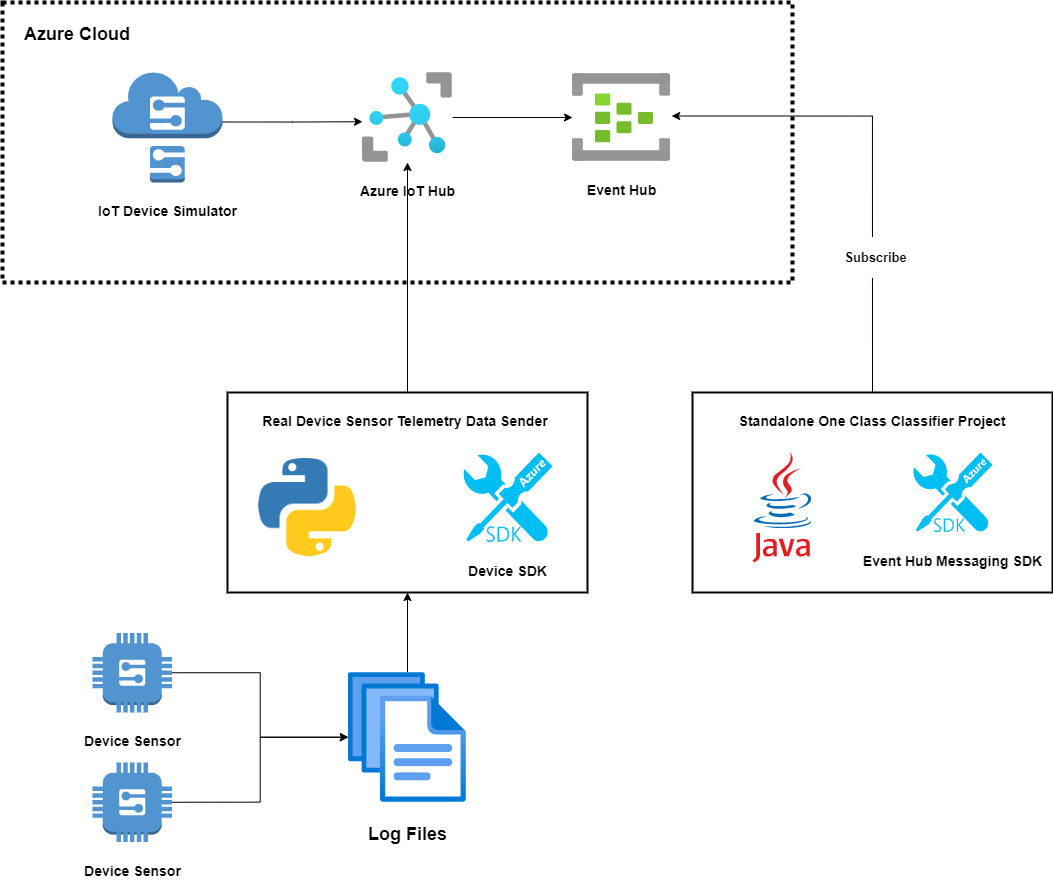 Azure Cloud
IoT Device Simulator
Azure IoT Hub
Event Hub
Subscribe
Real Device Sensor Telemetry Data Sender
Azure
SDK
Device SDK
Standalone One Class Classifier Project
Java
Azure
SDK
Event Hub Messaging SDK
Device Sensor
Device Sensor
Log Files